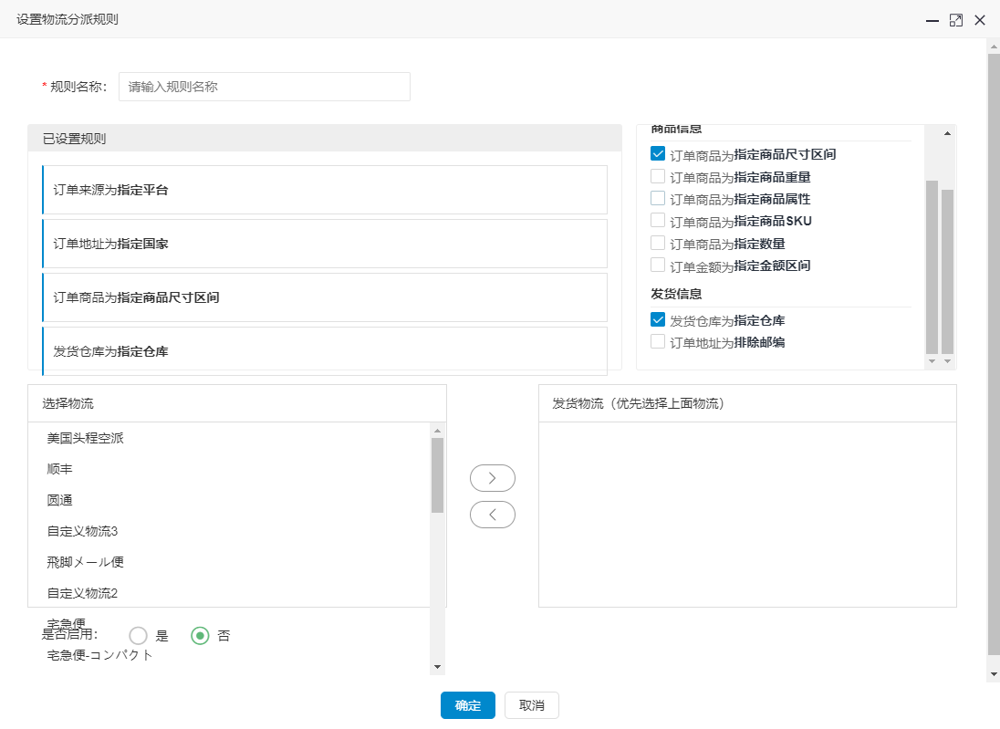 设置物流分派规则
* 规则名称: 请输入规则名称
已设置规则
订单来源为指定平台
订单地址为指定国家
订单商品为指定商品尺寸区间
发货仓库为指定仓库
商品信息
订单商品为指定商品尺寸区间
订单商品为指定商品重量
订单商品为指定商品属性
订单商品为指定商品SKU
订单商品为指定数量
订单金额为指定金额区间
发货信息
发货仓库为指定仓库
订单地址为排除邮编
选择物流
美国头程空派
顺丰
圆通
自定义物流3
飛脚メール便
自定义物流2
宅急便
宅急便-コンパクト
发货物流（优先选择上面物流）
是否启用: 是 否
确定 取消